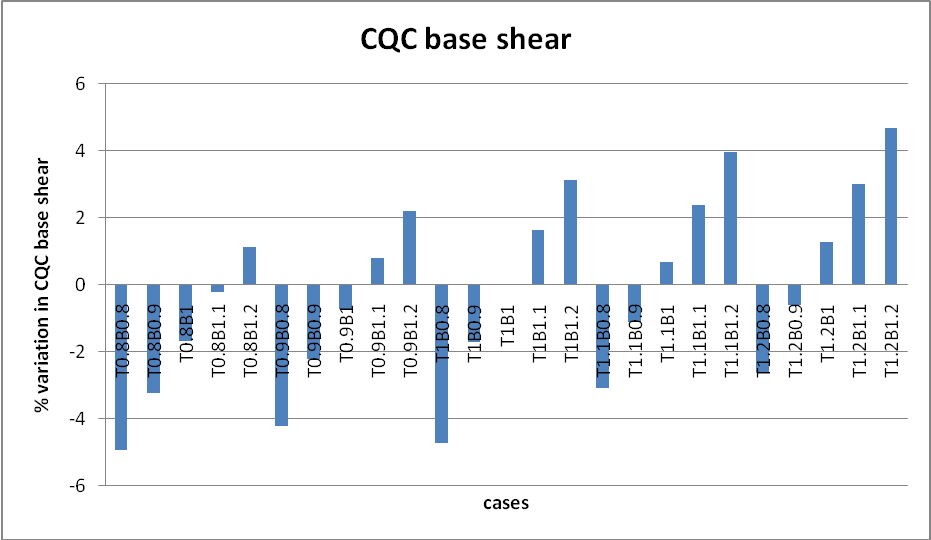 CQC base shear
6
4
2
0
-2
-4
-6
% variation in CQC base shear
T0.8B0.8
T0.8B0.9
T0.8B1
T0.8B1.1
T0.8B1.2
T0.9B0.8
T0.9B0.9
T0.9B1
T0.9B1.1
T0.9B1.2
T1B0.8
T1B0.9
T1B1
T1B1.1
T1B1.2
T1.1B0.8
T1.1B0.9
T1.1B1
T1.1B1.1
T1.1B1.2
T1.2B0.8
T1.2B0.9
T1.2B1
T1.2B1.1
T1.2B1.2
cases